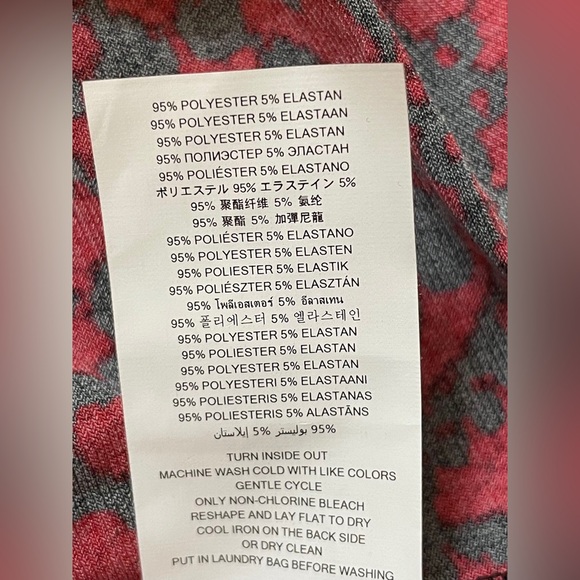 95% POLYESTER 5% ELASTAN
95% POLYESTER 5% ELASTAAN
95% POLYESTER 5% ELASTAN
95% ПОЛИЭСТЕР 5% ЭЛАСТАН
95% POLIÉSTER 5% ELASTANO
ポリエステル 95% エラステイン 5%
95% 聚酯纤维 5% 氨纶
95% 聚酯 5% 加彈尼龍
95% POLIÉSTER 5% ELASTANO
95% POLYESTER 5% ELASTEN
95% POLIESTER 5% ELASTIK
95% POLIÉSZTER 5% ELASZTÁN
95% โพลีเอสเตอร์ 5% อีลาสเทน
95% 폴리에스터 5% 엘라스테인
95% POLYESTER 5% ELASTAN
95% POLIESTER 5% ELASTAN
95% POLYESTER 5% ELASTAN
95% POLYESTERI 5% ELASTAANI
95% POLIESTERIS 5% ELASTANAS
95% POLIESTERIS 5% ALASTĀNS
95% بوليستر 5% إيلاستان
TURN INSIDE OUT
MACHINE WASH COLD WITH LIKE COLORS
GENTLE CYCLE
ONLY NON-CHLORINE BLEACH
RESHAPE AND LAY FLAT TO DRY
COOL IRON ON THE BACK SIDE
OR DRY CLEAN
PUT IN LAUNDRY BAG BEFORE WASHING